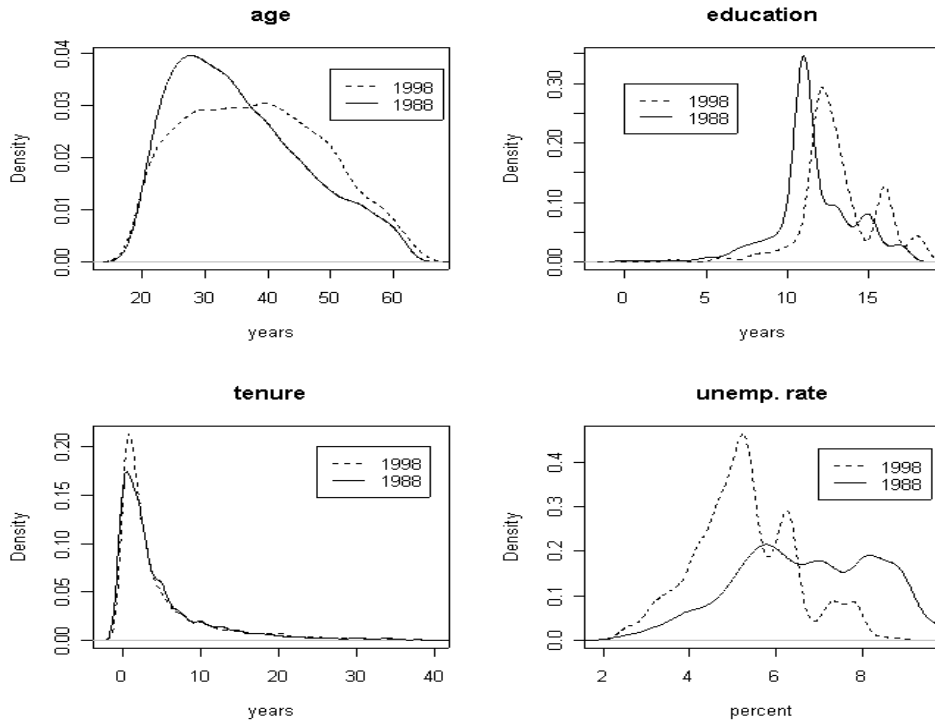 age
Density
0.00 0.01 0.02 0.03 0.04
1998
1988
20 30 40 50 60
years
education
Density
0.00 0.10 0.20 0.30
1998
1988
0 5 10 15
years
tenure
Density
0.00 0.05 0.10 0.15 0.20
1998
1988
0 10 20 30 40
years
unemp. rate
Density
0.0 0.1 0.2 0.3 0.4
1998
1988
2 4 6 8
percent